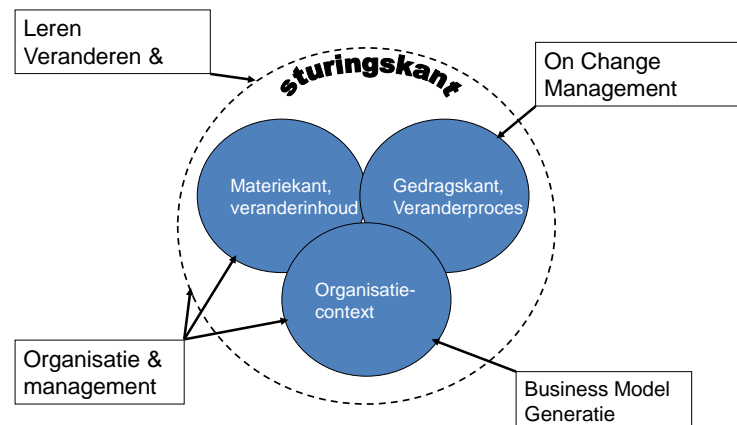 Leren
Veranderen &
sturingskant
On Change
Management
Materiekant,
veranderinhoud
Gedragskant,
Veranderproces
Organisatie-
context
Organisatie &
management
Business Model
Generatie